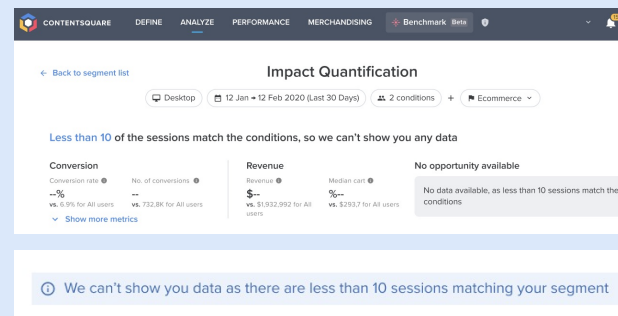 CONTENTSQUARE DEFINE ANALYZE PERFORMANCE MERCHANDISING Benchmark Beta
← Back to segment list
Impact Quantification
Desktop 12 Jan → 12 Feb 2020 (Last 30 Days) 2 conditions + Ecommerce
Less than 10 of the sessions match the conditions, so we can't show you any data
Conversion Revenue No opportunity available
Conversion rate No. of conversions Revenue Median cart
--% -- $-- %--
No data available, as less than 10 sessions match the
conditions
vs. 6.9% for All users vs. 732,8K for All users vs. $1,932,992 for All
users vs. $293,7 for All users
Show more metrics
We can't show you data as there are less than 10 sessions matching your segment